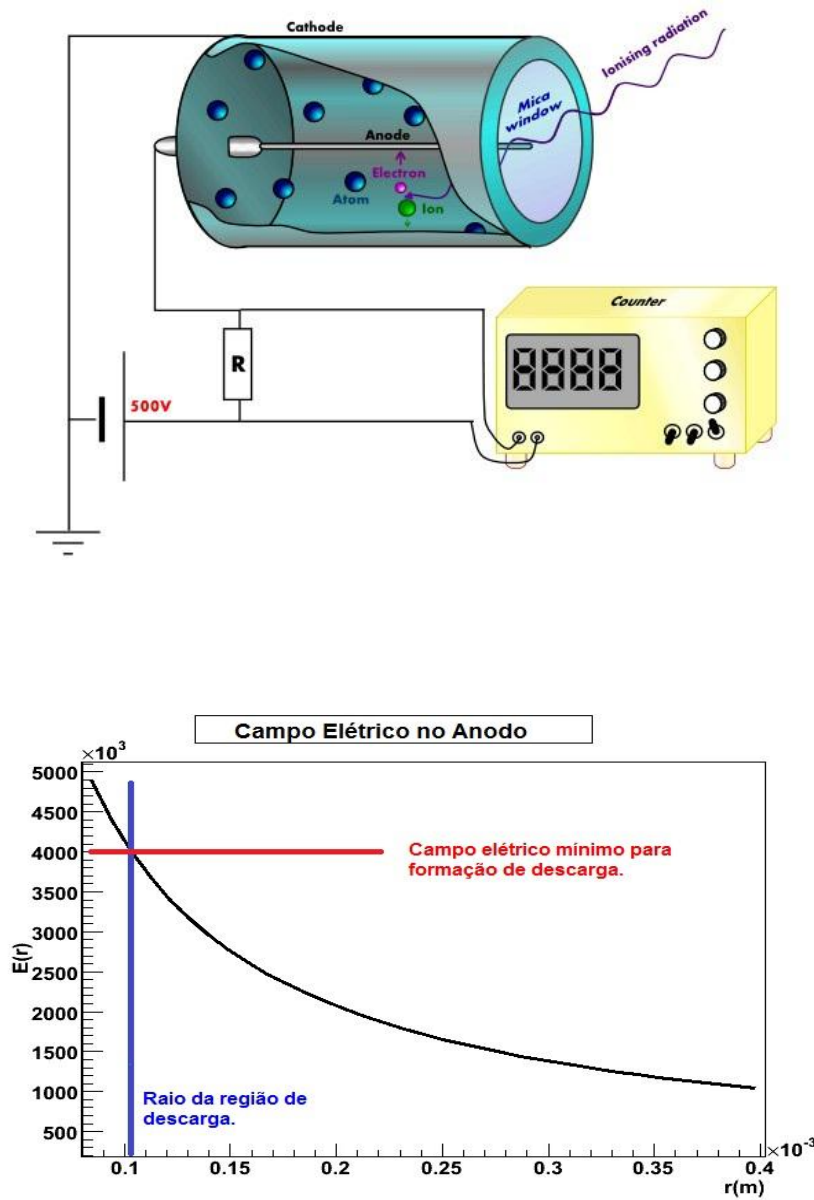 Cathode
Ionising radiation
Mica
window
Anode
Electron
Atom
Ion
Counter
8888
R
500V
Campo Elétrico no Anodo
×10³
5000
4500
4000
Campo elétrico mínimo para
formação de descarga.
3500
3000
E(r)
2500
2000
1500
1000
Raio da região de
descarga.
500
0.1 0.15 0.2 0.25 0.3 0.35 0.4
×10⁻³
r(m)